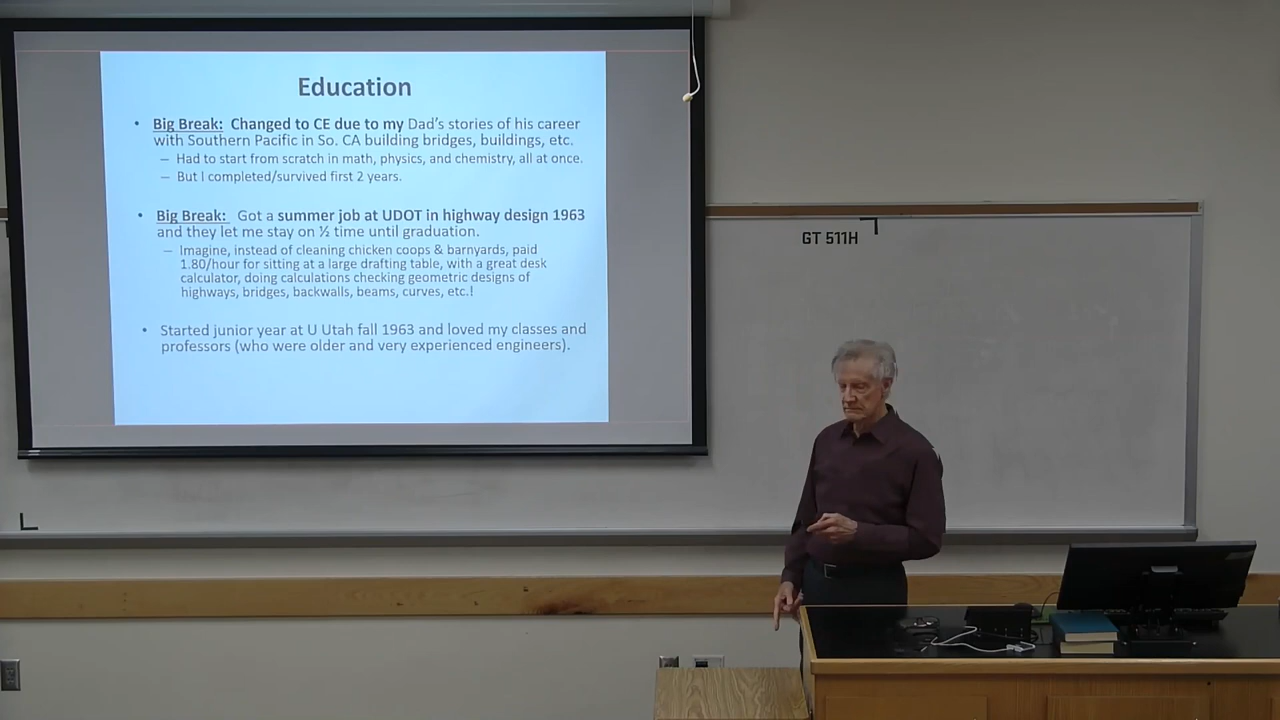 Education
• Big Break: Changed to CE due to my Dad's stories of his career
with Southern Pacific in So. CA building bridges, buildings, etc.
– Had to start from scratch in math, physics, and chemistry, all at once.
– But I completed/survived first 2 years.
• Big Break: Got a summer job at UDOT in highway design 1963
and they let me stay on ½ time until graduation.
– Imagine, instead of cleaning chicken coops & barnyards, paid
1.80/hour for sitting at a large drafting table, with a great desk
calculator, doing calculations checking geometric designs of
highways, bridges, backwalls, beams, curves, etc.!
• Started junior year at U Utah fall 1963 and loved my classes and
professors (who were older and very experienced engineers).
GT 511H